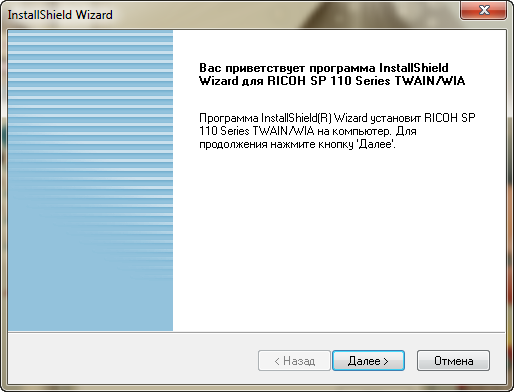 InstallShield Wizard
Вас приветствует программа InstallShield
Wizard для RICOH SP 110 Series TWAIN/WIA
Программа InstallShield(R) Wizard установит RICOH SP
110 Series TWAIN/WIA на компьютер. Для
продолжения нажмите кнопку 'Далее'.
< Назад
Далее >
Отмена